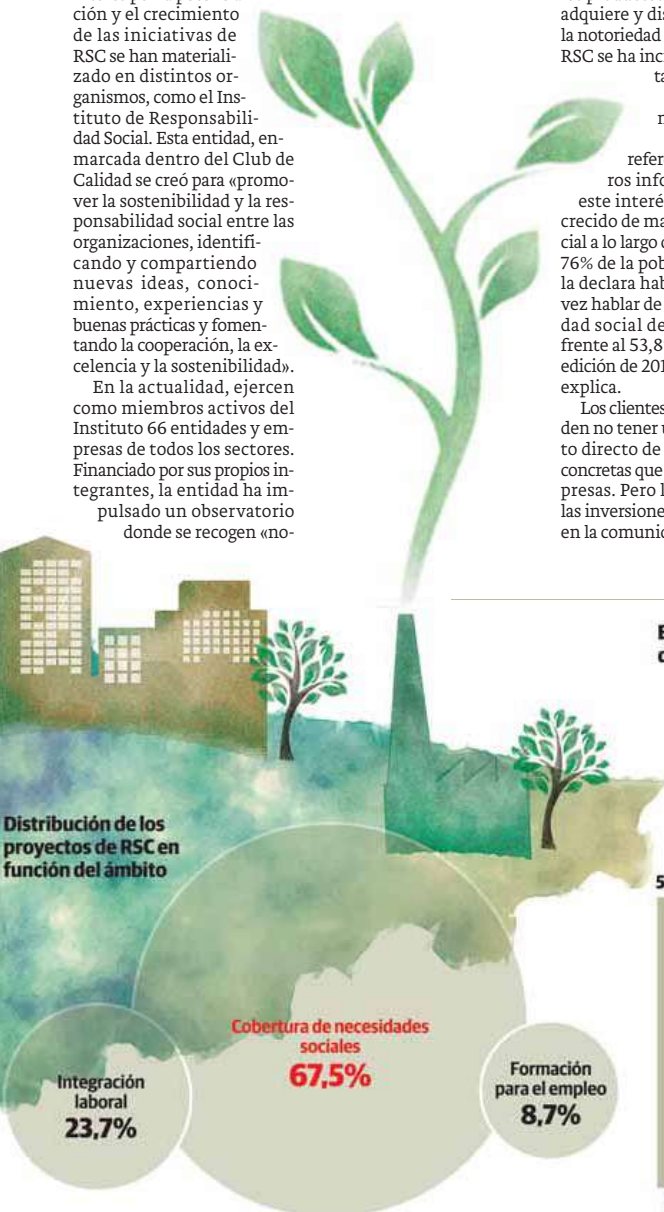 ción y el crecimiento
de las iniciativas de
RSC se han materiali-
zado en distintos or-
ganismos, como el Ins-
tituto de Responsabili-
dad Social. Esta entidad, en-
marcada dentro del Club de
Calidad se creó para «promo-
ver la sostenibilidad y la res-
ponsabilidad social entre las
organizaciones, identifi-
cando y compartiendo
nuevas ideas, conoci-
miento, experiencias y
buenas prácticas y fomen-
tando la cooperación, la ex-
celencia y la sostenibilidad».
En la actualidad, ejercen
como miembros activos del
Instituto 66 entidades y em-
presas de todos los sectores.
Financiado por sus propios in-
tegrantes, la entidad ha im-
pulsado un observatorio
donde se recogen «no-
adquiere y dis
la notoriedad
RSC se ha inc
ta
refer
ros info
este interé
crecido de ma
cial a lo largo
76% de la pob
la declara hab
vez hablar de
dad social de
frente al 53,8
edición de 201
explica.
Los clientes
den no tener u
to directo de
concretas que
presas. Pero l
las inversione
en la comunic
Distribución de los
proyectos de RSC en
función del ámbito
Cobertura de necesidades
sociales
67,5%
Integración
laboral
23,7%
Formación
para el empleo
8,7%
5